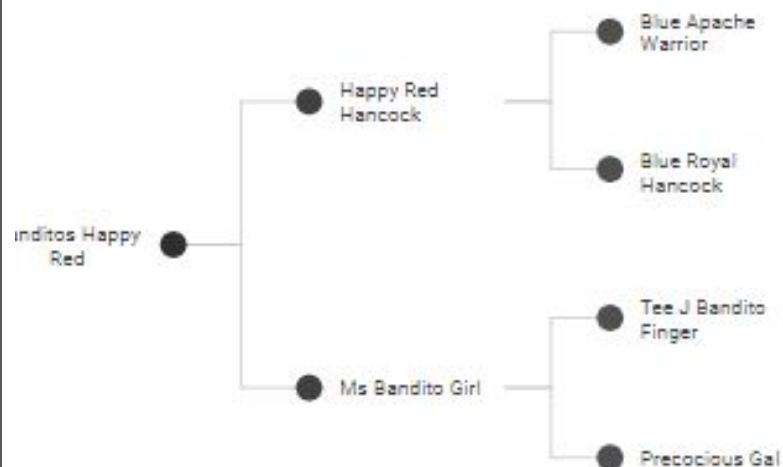 Blue Apache
Warrior
Happy Red
Hancock
Blue Royal
Hancock
Happy
Red
Tee J Bandito
Finger
Ms Bandito Girl
Precocious Gal